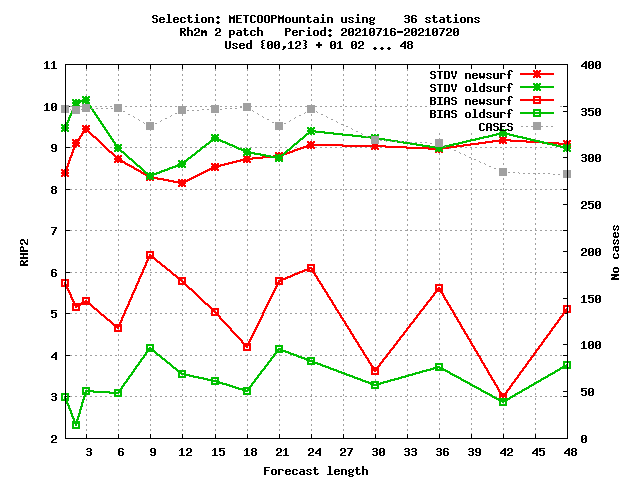 Selection: METCOOPMountain using    36 stations
Rh2m 2 patch   Period: 20210716-20210720
Used {00,12} + 01 02 ... 48
STDV newsurf
STDV oldsurf
BIAS newsurf
BIAS oldsurf
CASES
11
10
9
8
7
6
5
4
3
2
RHP2
400
350
300
250
200
150
100
50
0
No cases
3 6 9 12 15 18 21 24 27 30 33 36 39 42 45 48
Forecast length